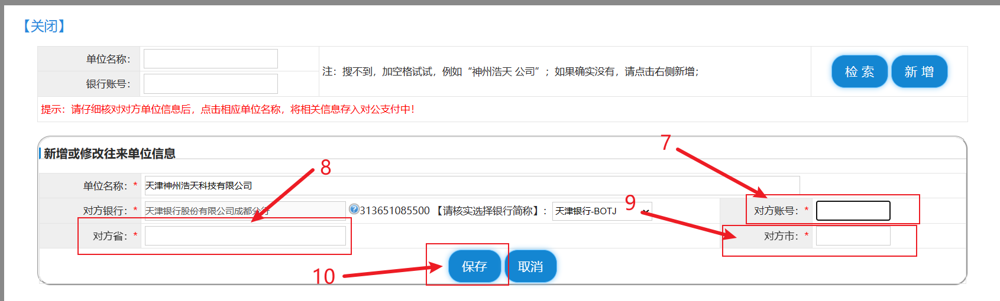 【关闭】
单位名称：
银行账号：
注：搜不到，加空格试试，例如“神州浩天 公司”；如果确实没有，请点击右侧新增；
检 索
新 增
提示：请仔细核对对方单位信息后，点击相应单位名称，将相关信息存入对公支付中！
7
新增或修改往来单位信息
8
单位名称：* 天津神州浩天科技有限公司
9
对方银行：* 天津银行股份有限公司成都分行 ?313651085500 【请核实选择银行简称】： 天津银行-BOTJ 对方账号：*
对方省：* 对方市：*
10
保存
取消